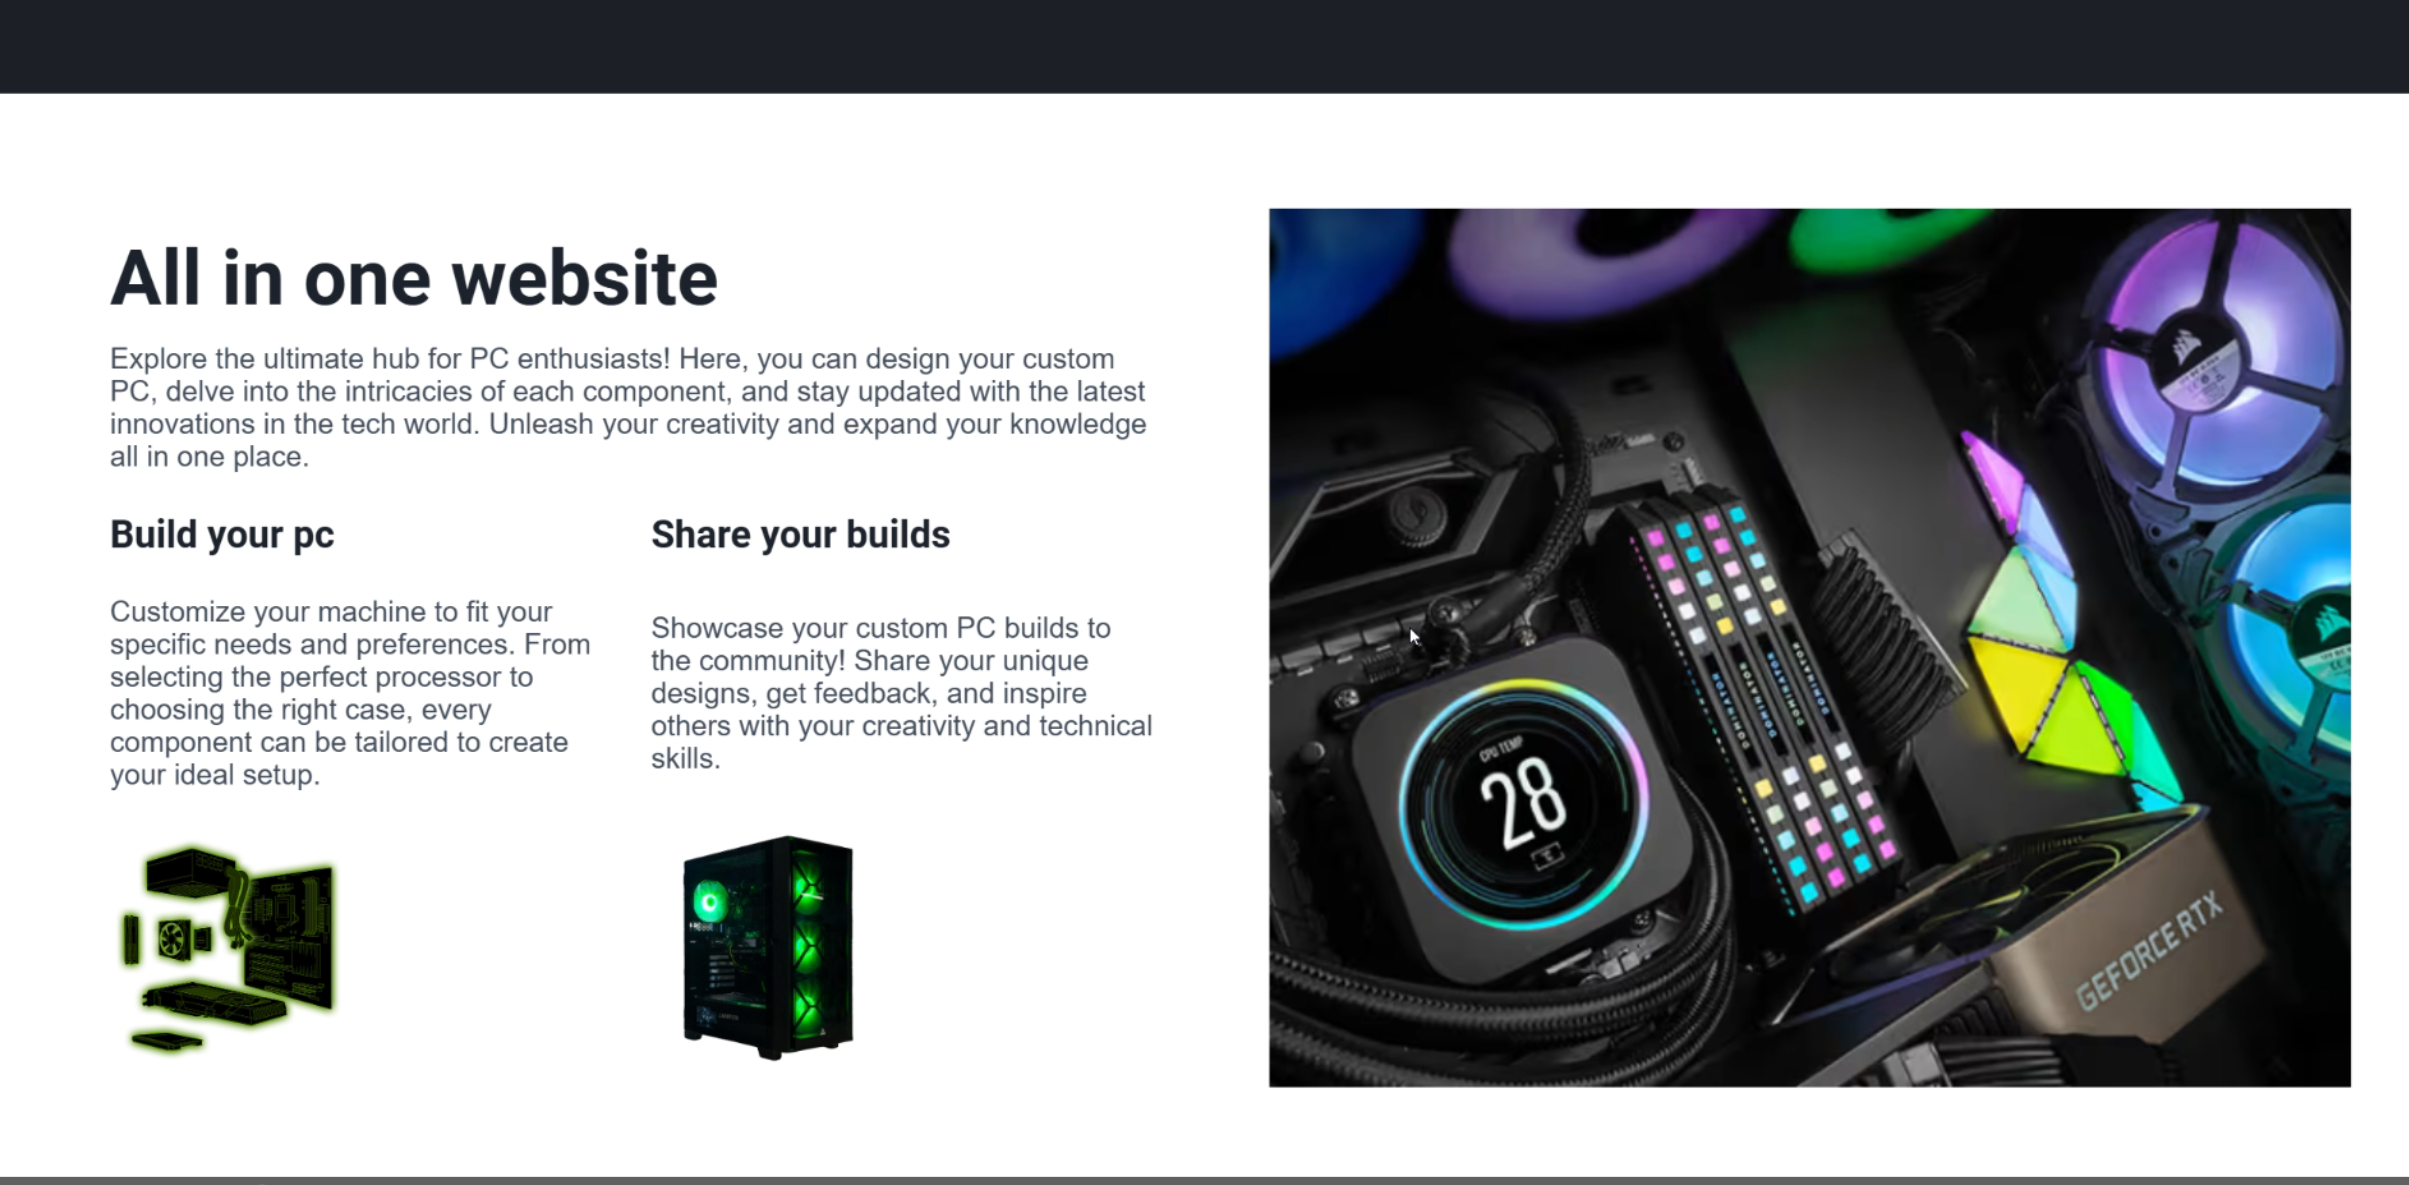 All in one website
Explore the ultimate hub for PC enthusiasts! Here, you can design your custom
PC, delve into the intricacies of each component, and stay updated with the latest
innovations in the tech world. Unleash your creativity and expand your knowledge
all in one place.
Build your pc
Customize your machine to fit your
specific needs and preferences. From
selecting the perfect processor to
choosing the right case, every
component can be tailored to create
your ideal setup.
Share your builds
Showcase your custom PC builds to
the community! Share your unique
designs, get feedback, and inspire
others with your creativity and technical
skills.
CPU TEMP
28
DOMINATOR
DOMINATOR
DOMINATOR
DOMINATOR
DOMINATOR
GEFORCE RTX